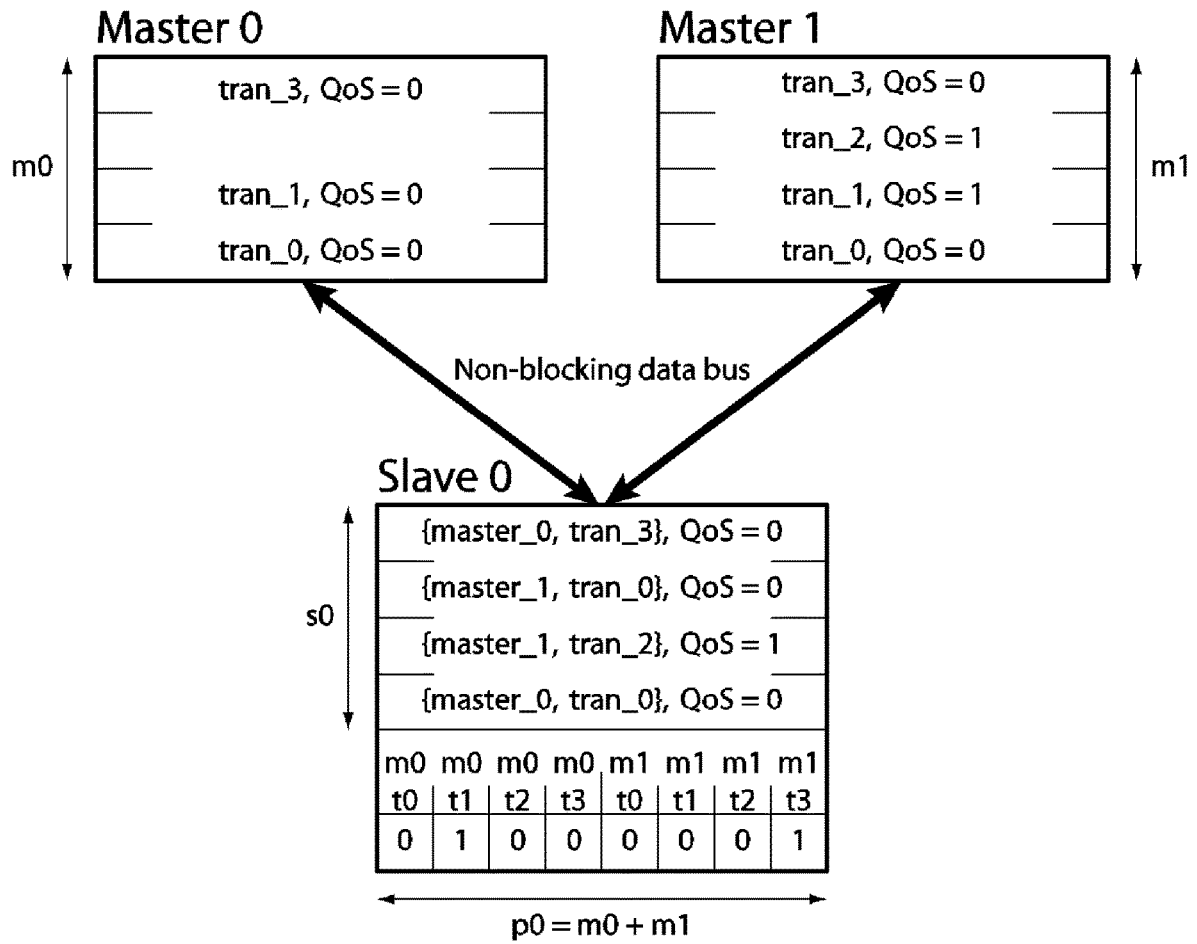 Master 0
Master 1
m0
tran_3, QoS = 0
tran_1, QoS = 0
tran_0, QoS = 0
tran_3, QoS = 0
tran_2, QoS = 1
tran_1, QoS = 1
tran_0, QoS = 0
m1
Non-blocking data bus
Slave 0
s0
{master_0, tran_3}, QoS = 0
{master_1, tran_0}, QoS = 0
{master_1, tran_2}, QoS = 1
{master_0, tran_0}, QoS = 0
m0 m0 m0 m0 m1 m1 m1 m1
t0 t1 t2 t3 t0 t1 t2 t3
0 1 0 0 0 0 0 1
p0 = m0 + m1